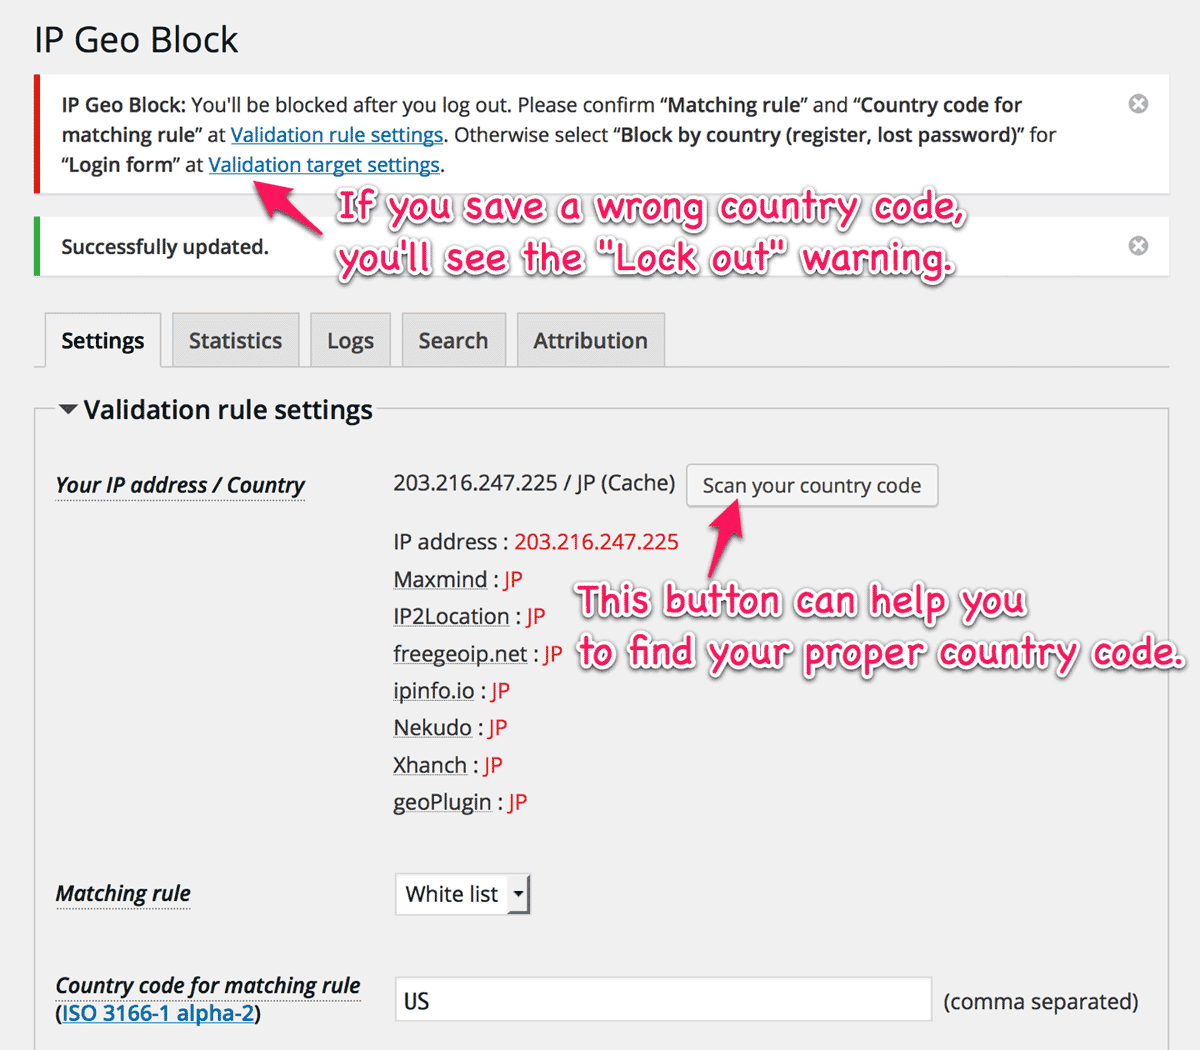 IP Geo Block
IP Geo Block: You'll be blocked after you log out. Please confirm “Matching rule” and “Country code for
matching rule” at Validation rule settings. Otherwise select “Block by country (register, lost password)” for
“Login form” at Validation target settings.
If you save a wrong country code,
you'll see the "Lock out" warning.
Successfully updated.
Settings
Statistics
Logs
Search
Attribution
Validation rule settings
Your IP address / Country
203.216.247.225 / JP (Cache)
Scan your country code
IP address : 203.216.247.225
Maxmind : JP
IP2Location : JP
freegeoip.net : JP
ipinfo.io : JP
Nekudo : JP
Xhanch : JP
geoPlugin : JP
This button can help you
to find your proper country code.
Matching rule
White list
Country code for matching rule
(ISO 3166-1 alpha-2)
US
(comma separated)